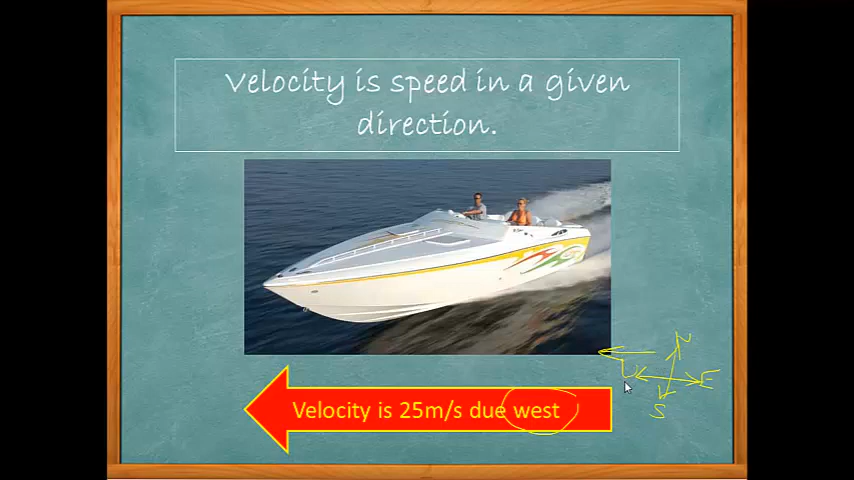 Velocity is speed in a given
direction.
N
E
S
Velocity is 25m/s due west